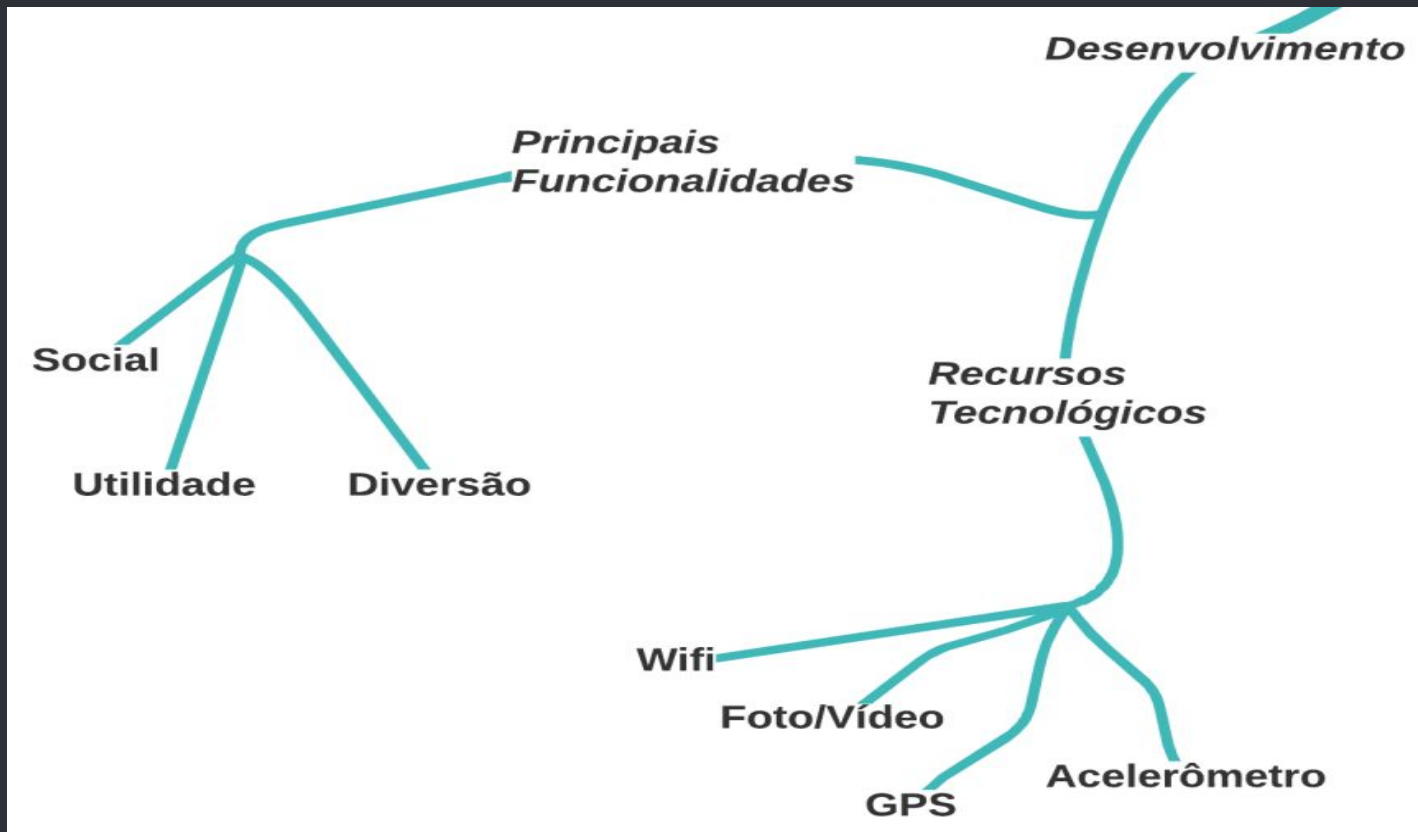 Desenvolvimento
Principais
Funcionalidades
Social
Utilidade
Diversão
Recursos
Tecnológicos
Wifi
Foto/Vídeo
GPS
Acelerômetro